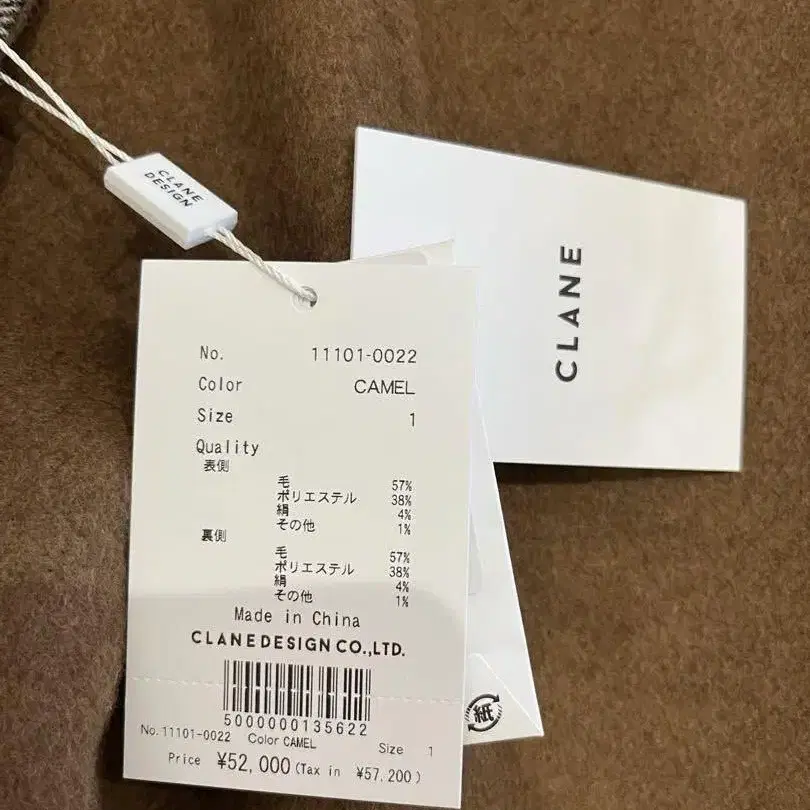 CLANE
DESIGN
CLANE
No. 11101-0022
Color CAMEL
Size 1
Quality
表側
毛 57%
ポリエステル 38%
絹 4%
その他 1%
裏側
毛 57%
ポリエステル 38%
絹 4%
その他 1%
Made in China
CLANE DESIGN CO.,LTD.
5000000135622
No.11101-0022 Color CAMEL Size 1
Price ¥52,000(Tax in ¥57,200)
紙